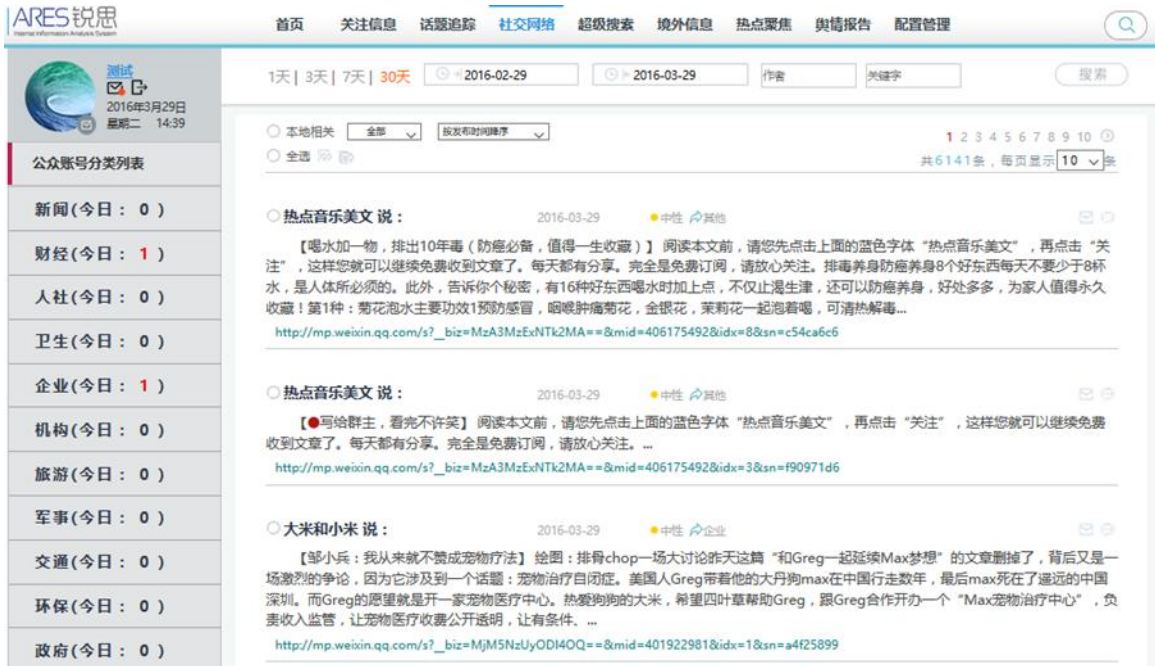 ARES锐思
Internet Information Analysis System
首页 关注信息 话题追踪 社交网络 超级搜索 境外信息 热点聚焦 舆情报告 配置管理
测试
2016年3月29日
星期二 14:39
1天| 3天| 7天| 30天 2016-02-29 2016-03-29 作者 关键字 搜索
公众账号分类列表
新闻(今日： 0 )
财经(今日： 1 )
人社(今日： 0 )
卫生(今日： 0 )
企业(今日： 1 )
机构(今日： 0 )
旅游(今日： 0 )
军事(今日： 0 )
交通(今日： 0 )
环保(今日： 0 )
政府(今日： 0 )
本地相关 全部 按发布时间降序
1 2 3 4 5 6 7 8 9 10
全选
共6141条，每页显示 10 条
热点音乐美文 说： 2016-03-29 中性 其他
【喝水加一物，排出10年毒（防癌必备，值得一生收藏）】 阅读本文前，请您先点击上面的蓝色字体“热点音乐美文”，再点击“关
注”，这样您就可以继续免费收到文章了。每天都有分享。完全是免费订阅，请放心关注。排毒养身防癌养身8个好东西每天不要少于8杯
水，是人体所必须的。此外，告诉你个秘密，有16种好东西喝水时加上点，不仅止渴生津，还可以防癌养身，好处多多，为家人值得永久
收藏！第1种：菊花泡水主要功效1预防感冒，咽喉肿痛菊花，金银花，茉莉花一起泡着喝，可清热解毒...
http://mp.weixin.qq.com/s?__biz=MzA3MzExNTk2MA==&mid=406175492&idx=8&sn=c54ca6c6
热点音乐美文 说： 2016-03-29 中性 其他
【●写给群主，看完不许笑】 阅读本文前，请您先点击上面的蓝色字体“热点音乐美文”，再点击“关注”，这样您就可以继续免费
收到文章了。每天都有分享。完全是免费订阅，请放心关注。...
http://mp.weixin.qq.com/s?__biz=MzA3MzExNTk2MA==&mid=406175492&idx=3&sn=f90971d6
大米和小米 说： 2016-03-29 中性 企业
【邹小兵：我从来就不赞成宠物疗法】 绘图：排骨chop一场大讨论昨天这篇“和Greg一起延续Max梦想”的文章删掉了，背后又是一
场激烈的争论，因为它涉及到一个话题：宠物治疗自闭症。美国人Greg带着他的大丹狗max在中国行走数年，最后max死在了遥远的中国
深圳。而Greg的愿望就是开一家宠物医疗中心。热爱狗狗的大米，希望四叶草帮助Greg，跟Greg合作开办一个“Max宠物治疗中心”，负
责收入监管，让宠物医疗收费公开透明，让有条件、...
http://mp.weixin.qq.com/s?__biz=MjM5NzUyODI4OQ==&mid=401922981&idx=1&sn=a4f25899